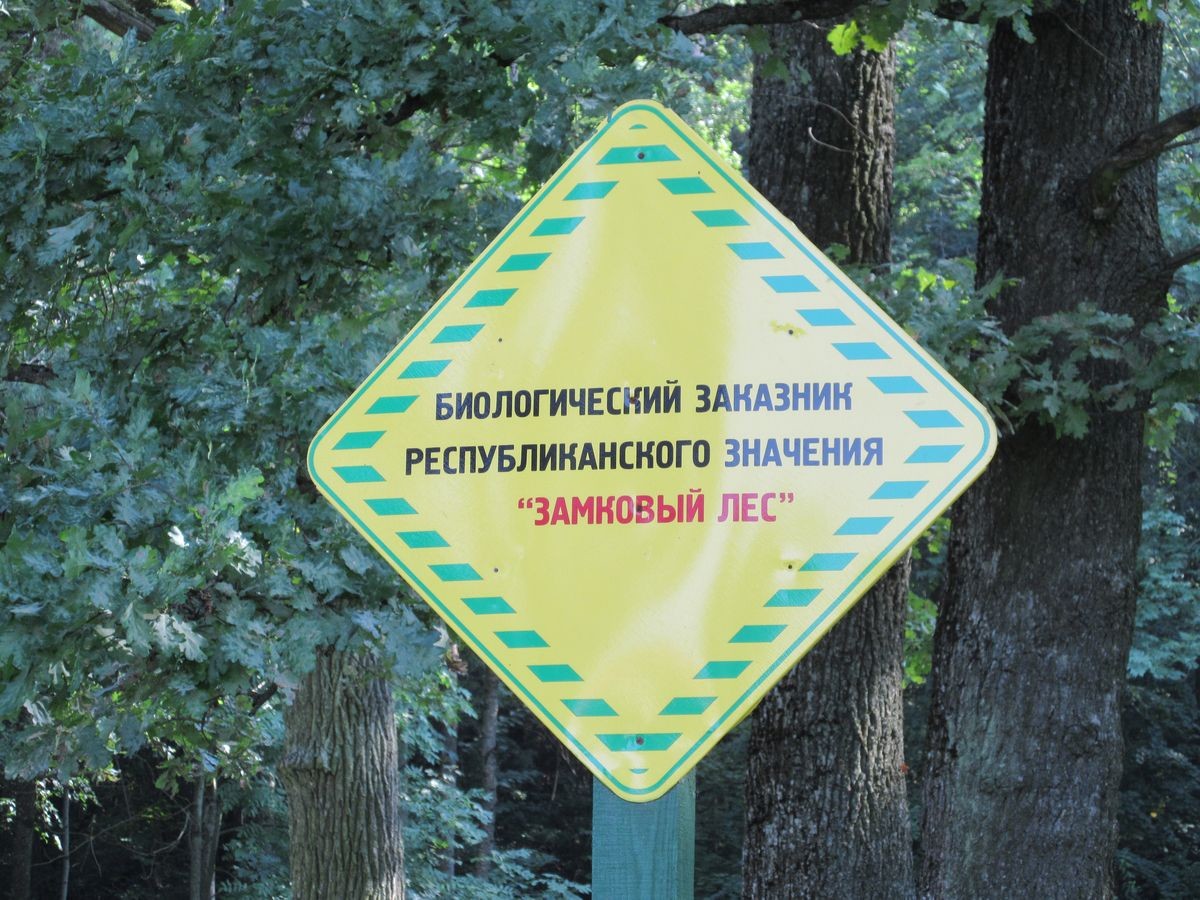 БИОЛОГИЧЕСКИЙ ЗАКАЗНИК
РЕСПУБЛИКАНСКОГО ЗНАЧЕНИЯ
“ЗАМКОВЫЙ ЛЕС”